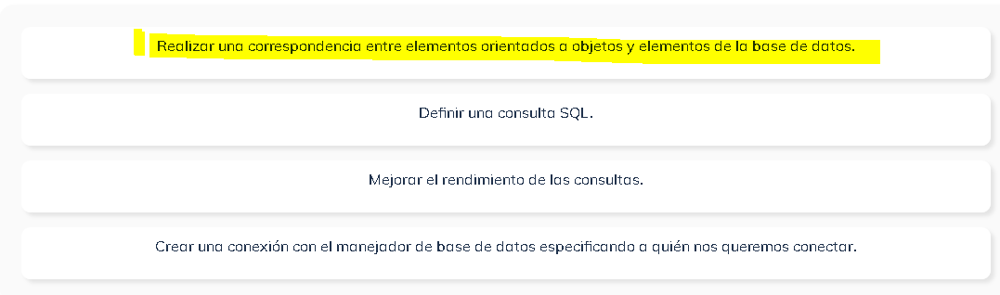 Realizar una correspondencia entre elementos orientados a objetos y elementos de la base de datos.
Definir una consulta SQL.
Mejorar el rendimiento de las consultas.
Crear una conexión con el manejador de base de datos especificando a quién nos queremos conectar.